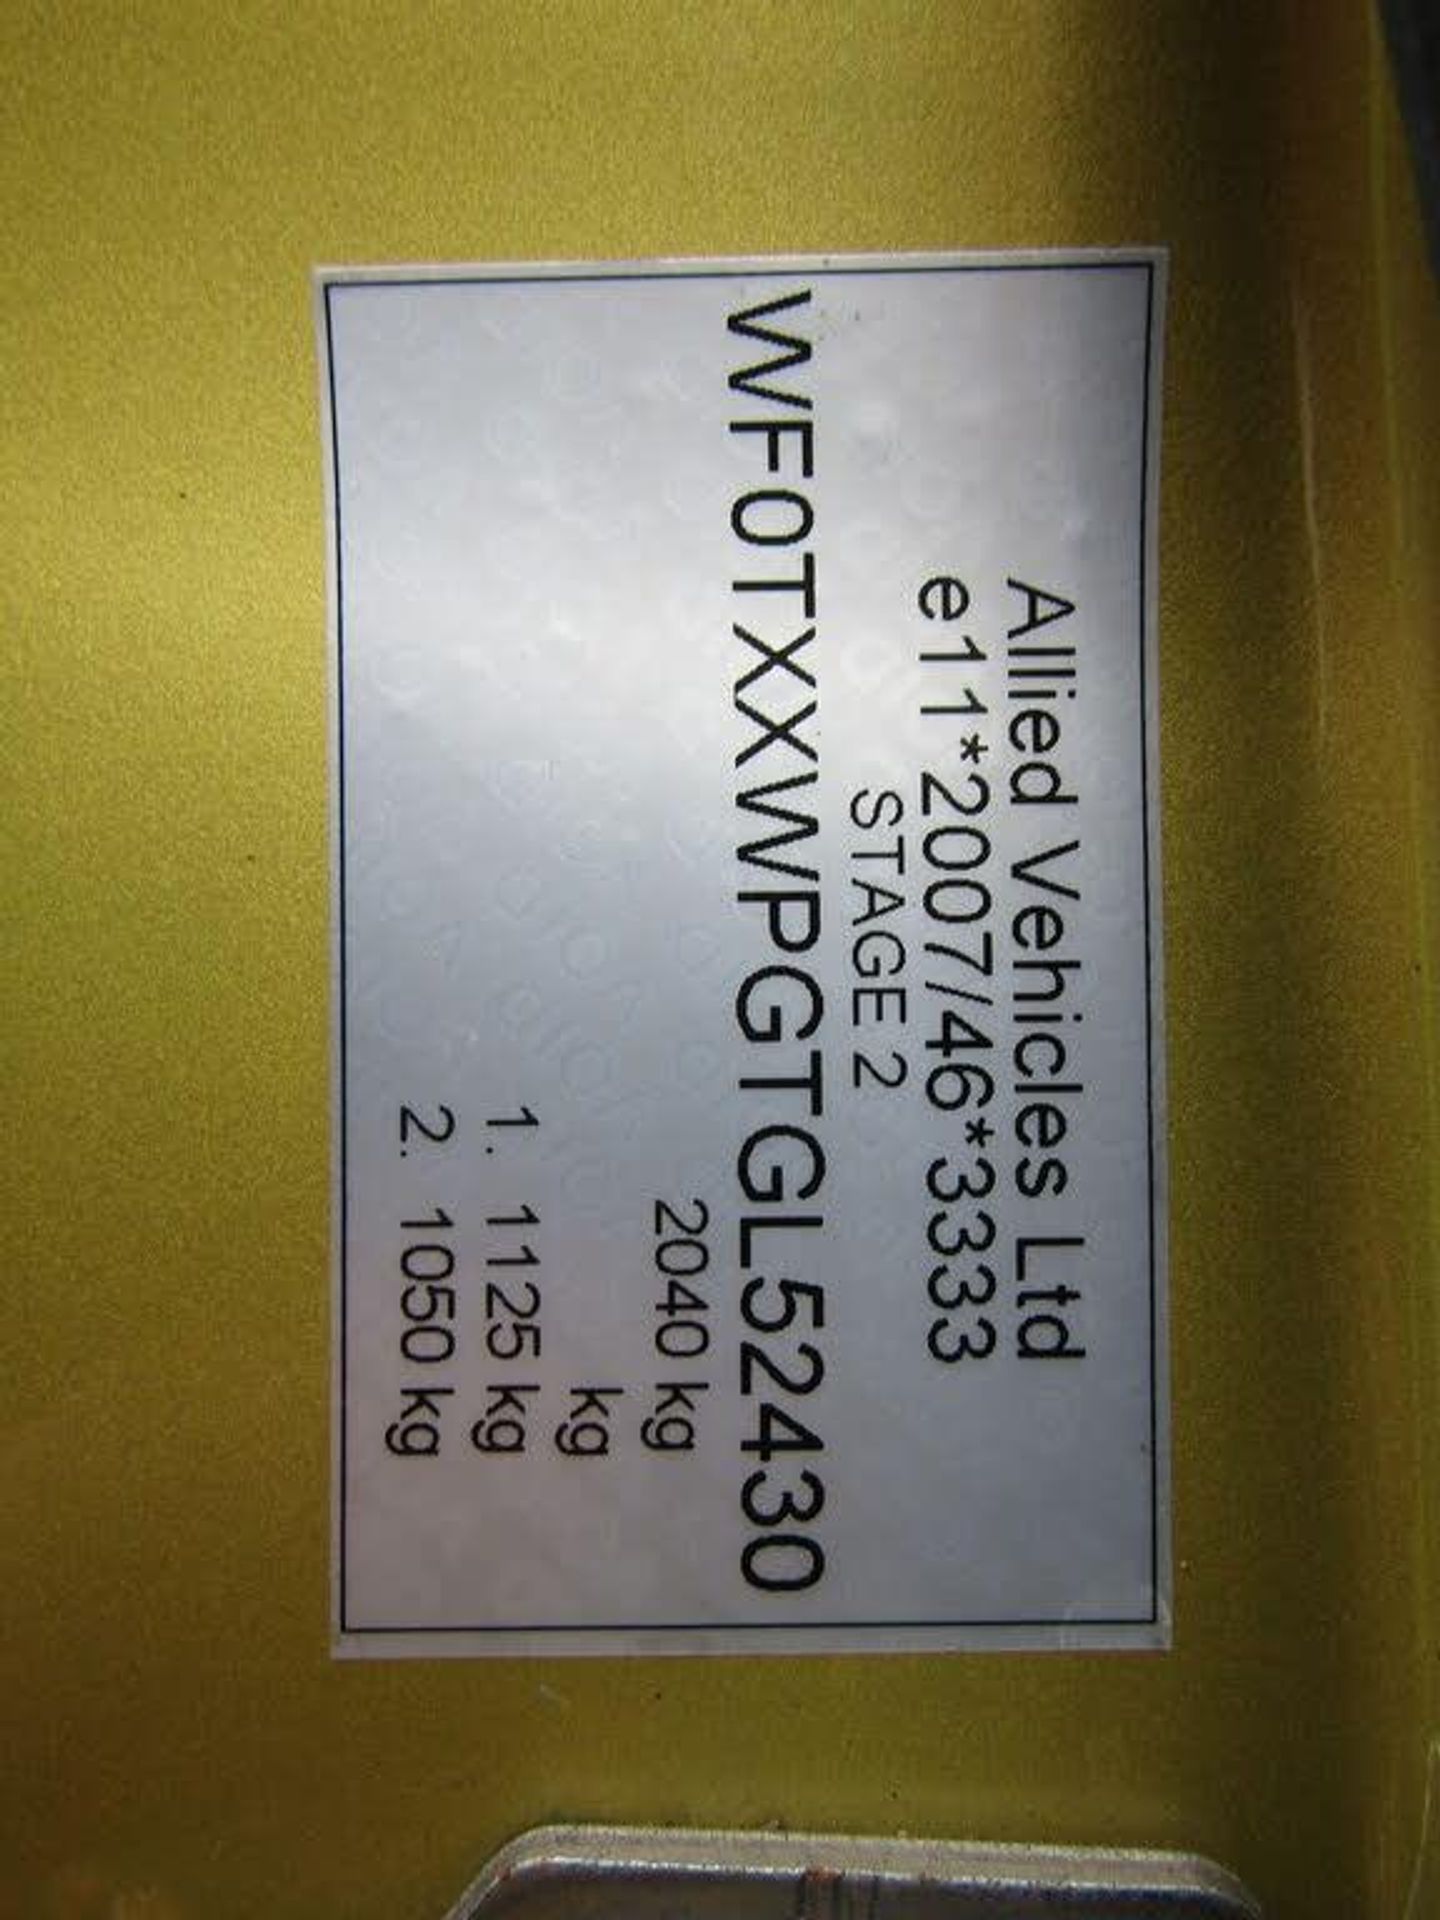 Allied Vehicles Ltd
e11*2007/46*3333
STAGE 2
WF0TXXWPGTGL52430
2040 kg
kg
1. 1125 kg
2. 1050 kg